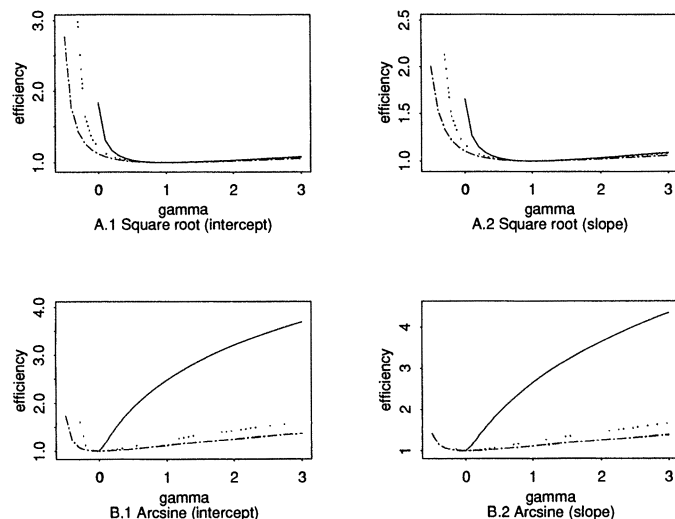 3.0
2.0
1.0
efficiency
0 1 2 3
gamma
A.1 Square root (intercept)
2.5
2.0
1.5
1.0
efficiency
0 1 2 3
gamma
A.2 Square root (slope)
4.0
3.0
2.0
1.0
efficiency
0 1 2 3
gamma
B.1 Arcsine (intercept)
4
3
2
1
efficiency
0 1 2 3
gamma
B.2 Arcsine (slope)